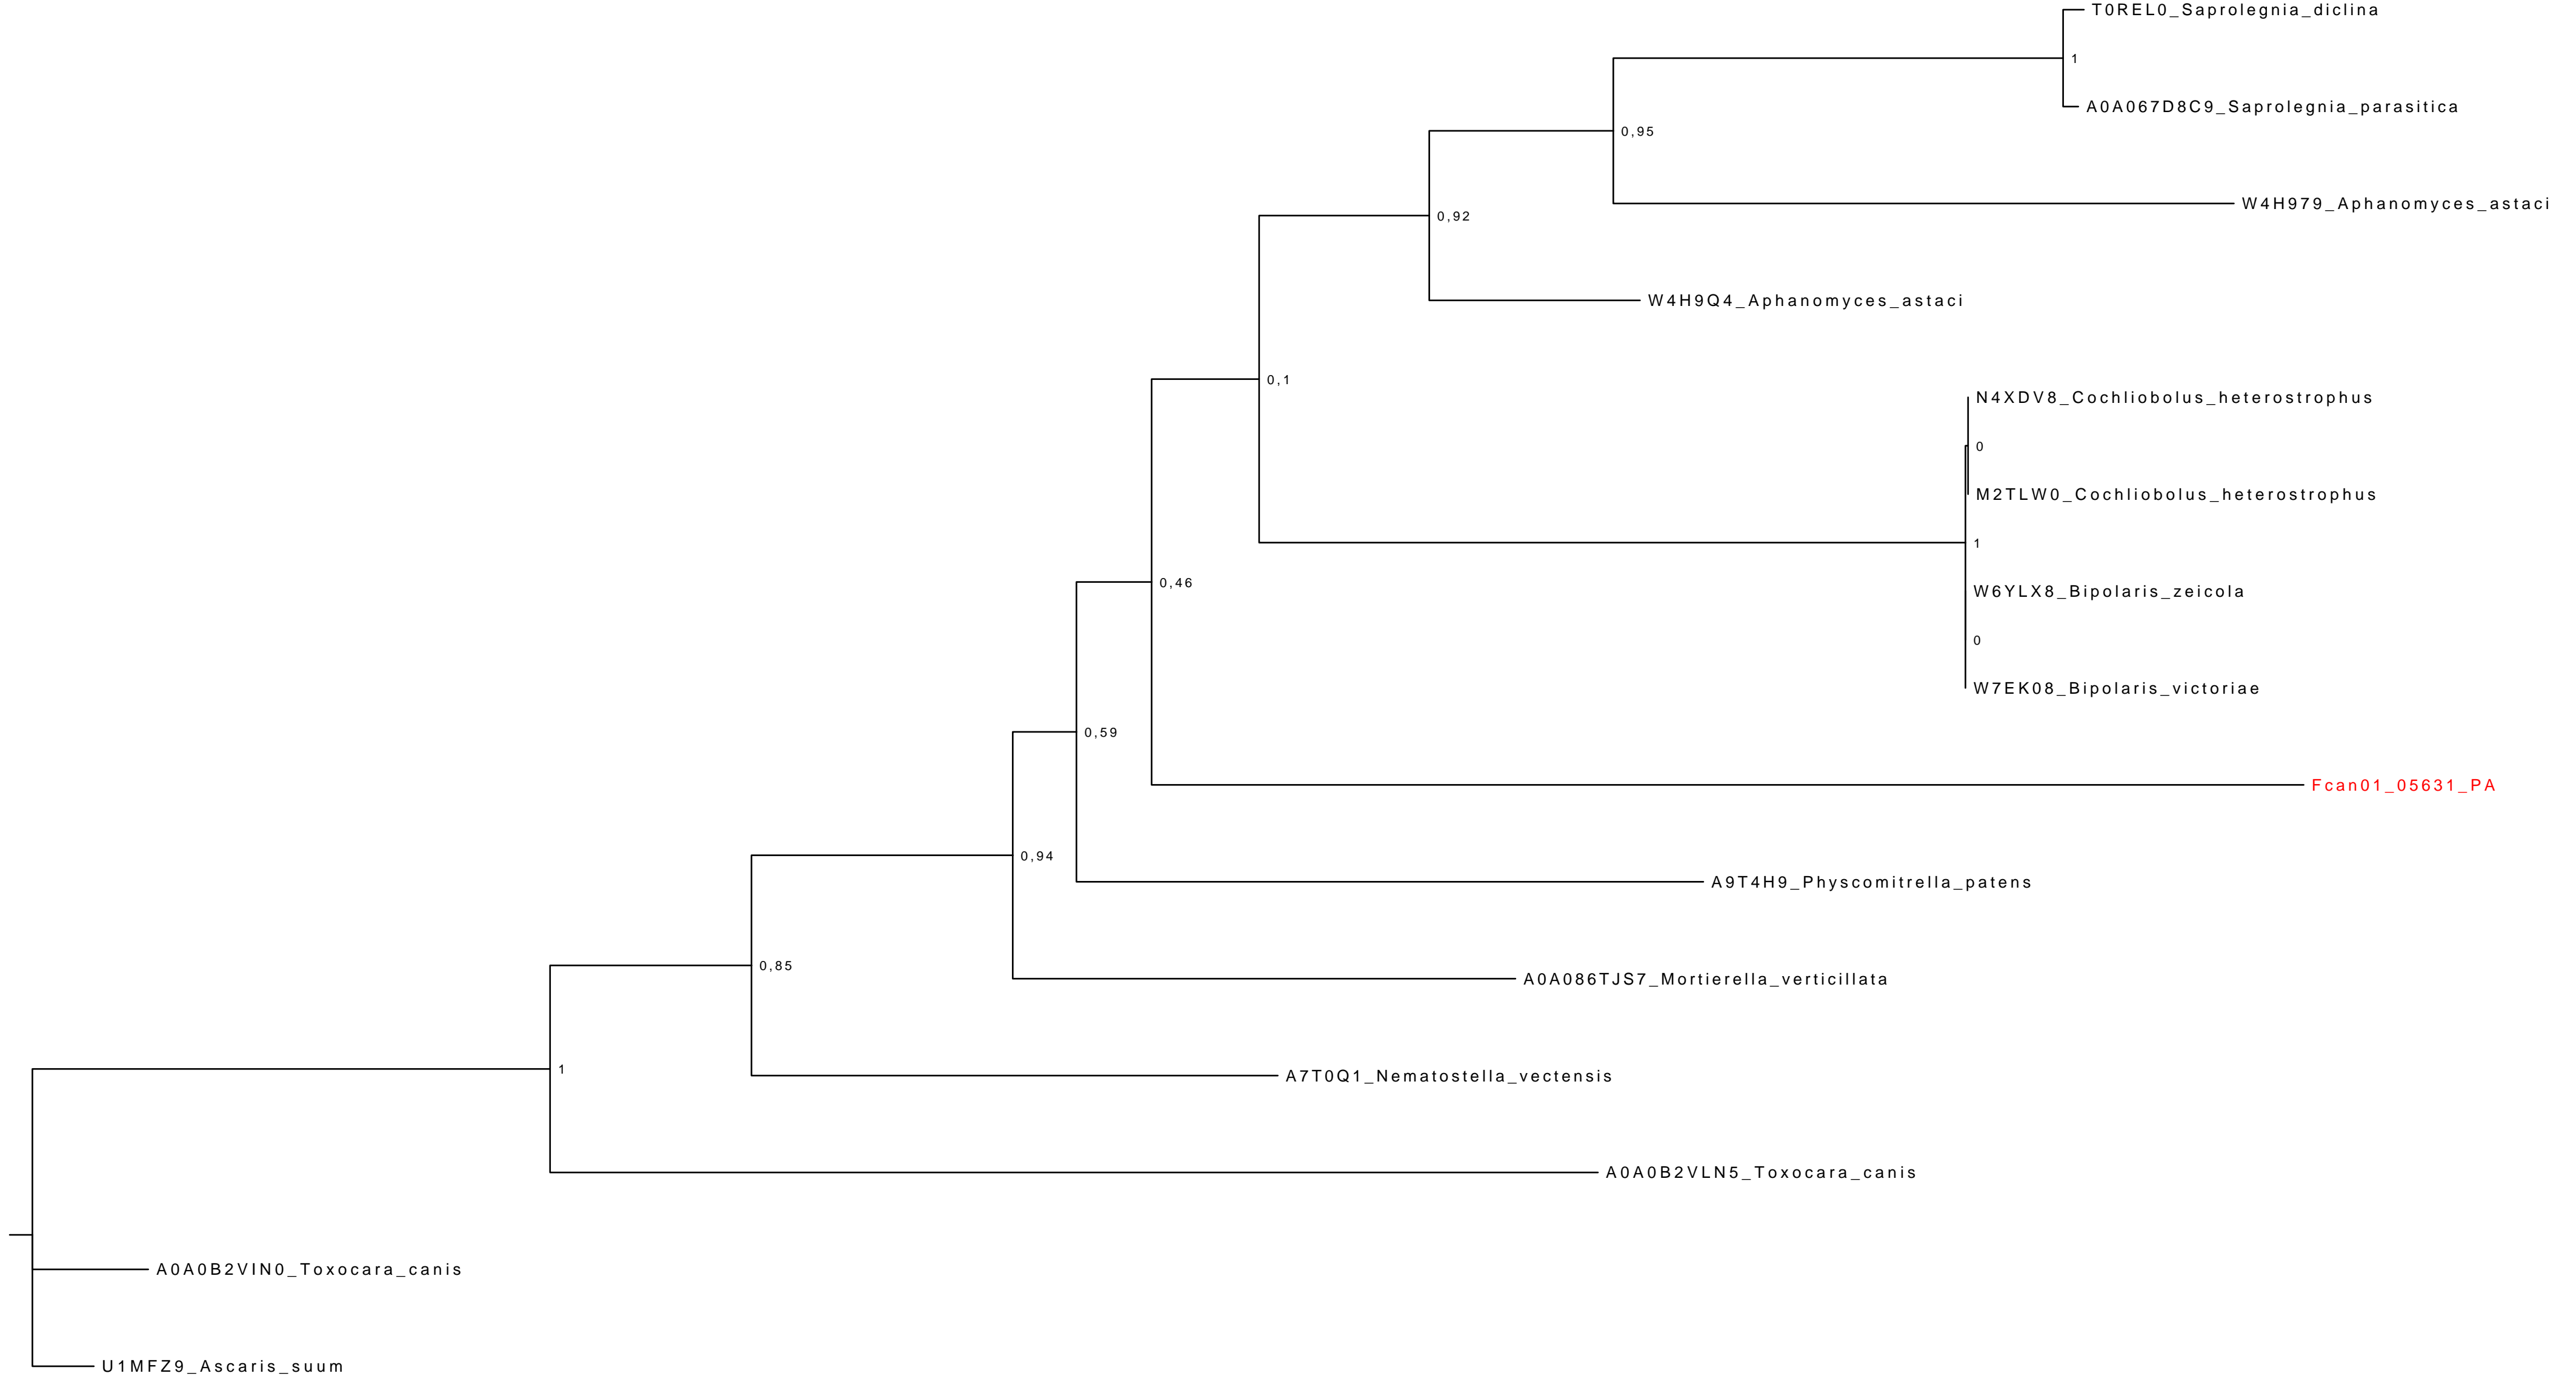 T0REL0_Saprolegnia_diclina
1
A0A067D8C9_Saprolegnia_parasitica
0,95
W4H979_Aphanomyces_astaci
0,92
W4H9Q4_Aphanomyces_astaci
0,1
N4XDV8_Cochliobolus_heterostrophus
0
M2TLW0_Cochliobolus_heterostrophus
1
0,46
W6YLX8_Bipolaris_zeicola
0
W7EK08_Bipolaris_victoriae
0,59
Fcan01_05631_PA
0,94
A9T4H9_Physcomitrella_patens
0,85
A0A086TJS7_Mortierella_verticillata
1
A7T0Q1_Nematostella_vectensis
A0A0B2VLN5_Toxocara_canis
A0A0B2VIN0_Toxocara_canis
U1MFZ9_Ascaris_suum